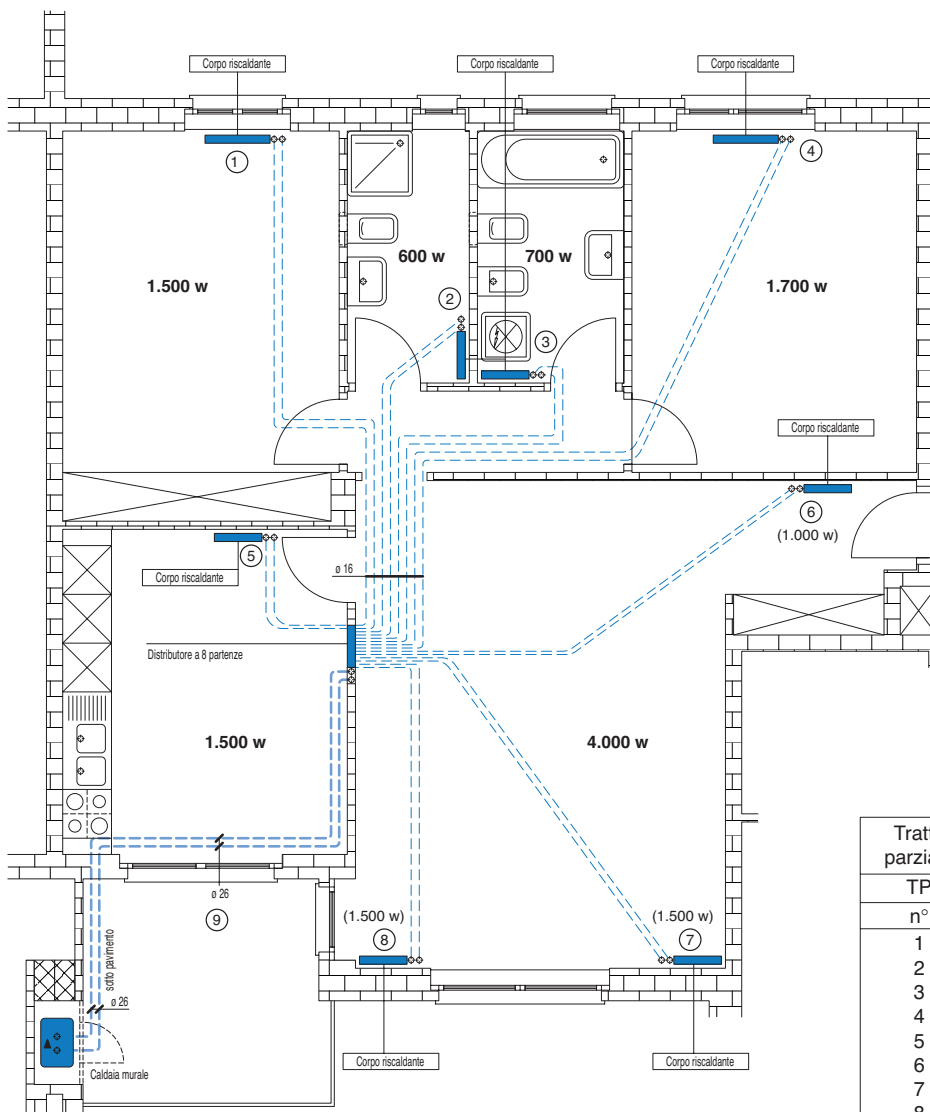 Corpo riscaldante
Corpo riscaldante
Corpo riscaldante
1
4
600 w
700 w
1.500 w
1.700 w
2
3
Corpo riscaldante
6
(1.000 w)
5
ø 16
Corpo riscaldante
Distributore a 8 partenze
1.500 w
4.000 w
ø 26
9
(1.500 w)
(1.500 w)
8
7
sotto pavimento
ø 26
Caldaia murale
Corpo riscaldante
Corpo riscaldante
Tratt
parzia
TP
n°
1
2
3
4
5
6
7
8